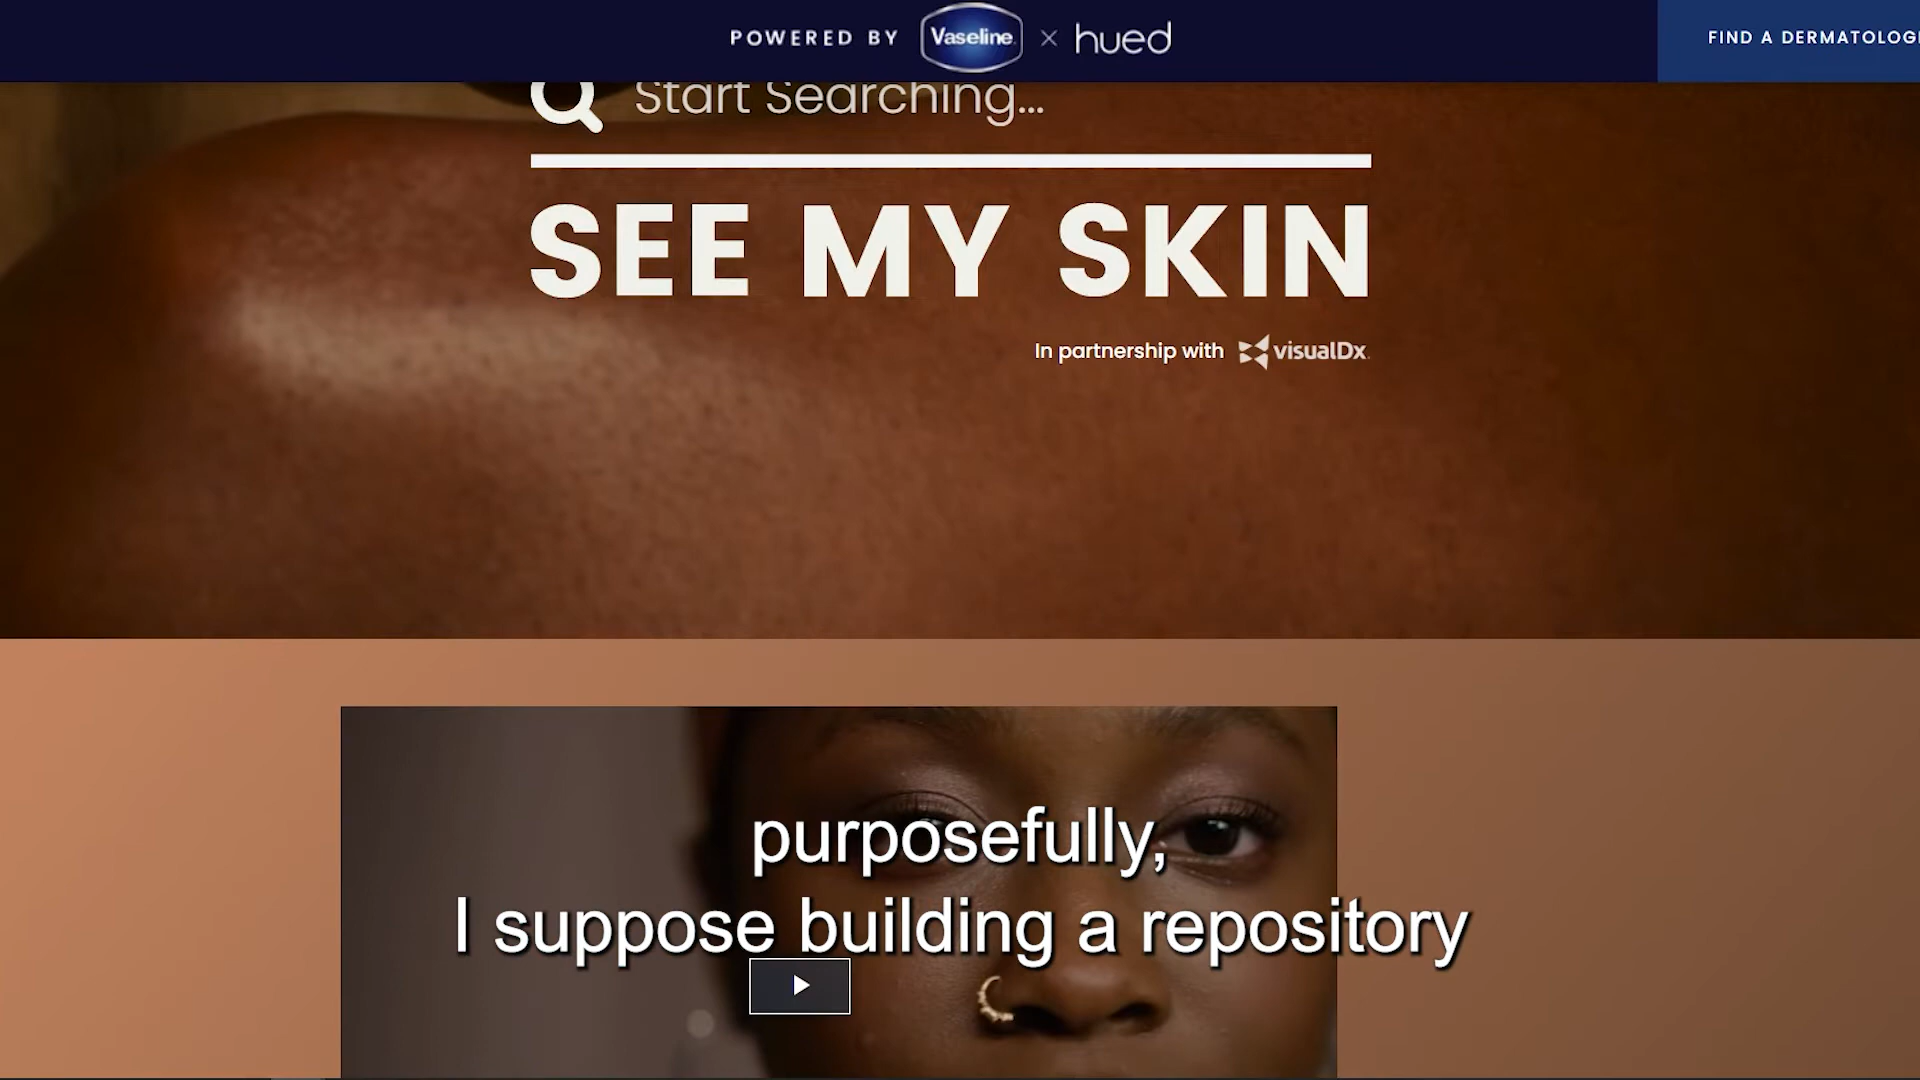 POWERED BY Vaseline × hued
FIND A DERMATOLOGI
Start Searching...
SEE MY SKIN
In partnership with visualDx
purposefully,
I suppose building a repository